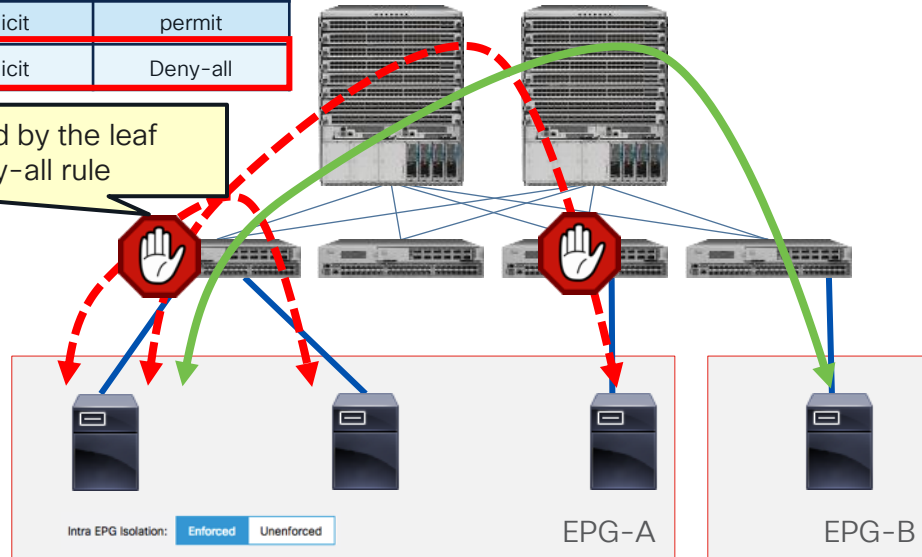 icit permit
icit Deny-all
d by the leaf
y-all rule
Intra EPG Isolation: Enforced Unenforced
EPG-A
EPG-B